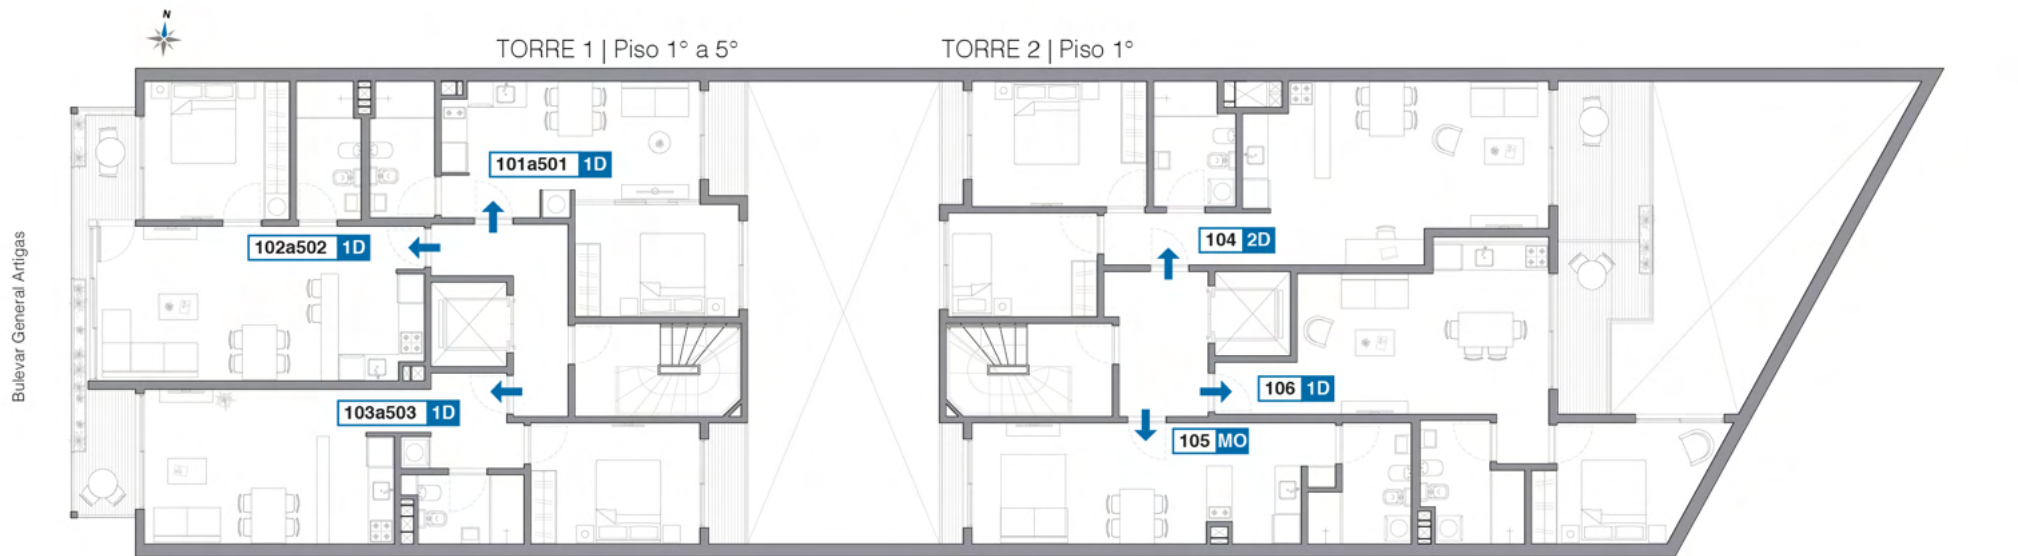 N
TORRE 1 | Piso 1° a 5°
TORRE 2 | Piso 1°
101a501 1D
102a502 1D
104 2D
Bulevar General Artigas
106 1D
103a503 1D
105 MO